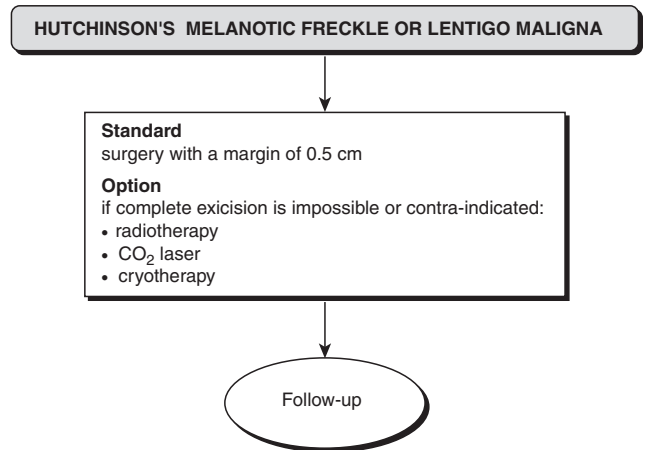 HUTCHINSON'S MELANOTIC FRECKLE OR LENTIGO MALIGNA
Standard
surgery with a margin of 0.5 cm
Option
if complete exicision is impossible or contra-indicated:
• radiotherapy
• CO₂ laser
• cryotherapy
Follow-up